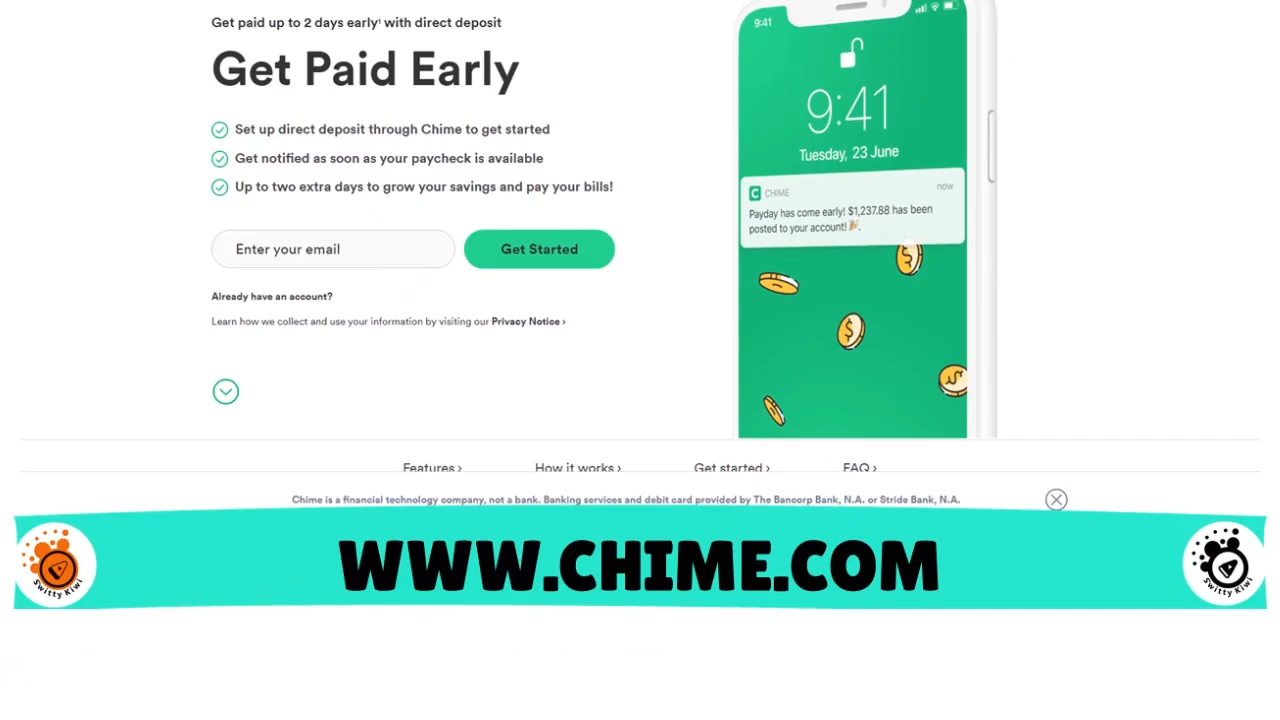 Get paid up to 2 days early¹ with direct deposit
Get Paid Early
Set up direct deposit through Chime to get started
Get notified as soon as your paycheck is available
Up to two extra days to grow your savings and pay your bills!
Enter your email
Get Started
Already have an account?
Learn how we collect and use your information by visiting our Privacy Notice ›
9:41
9:41
Tuesday, 23 June
CHIME
now
Payday has come early! $1,237.88 has been
posted to your account! 🎉.
Features ›
How it works ›
Get started ›
FAQ ›
Chime is a financial technology company, not a bank. Banking services and debit card provided by The Bancorp Bank, N.A. or Stride Bank, N.A.
WWW.CHIME.COM
Switty Kiwi
Switty Kiwi